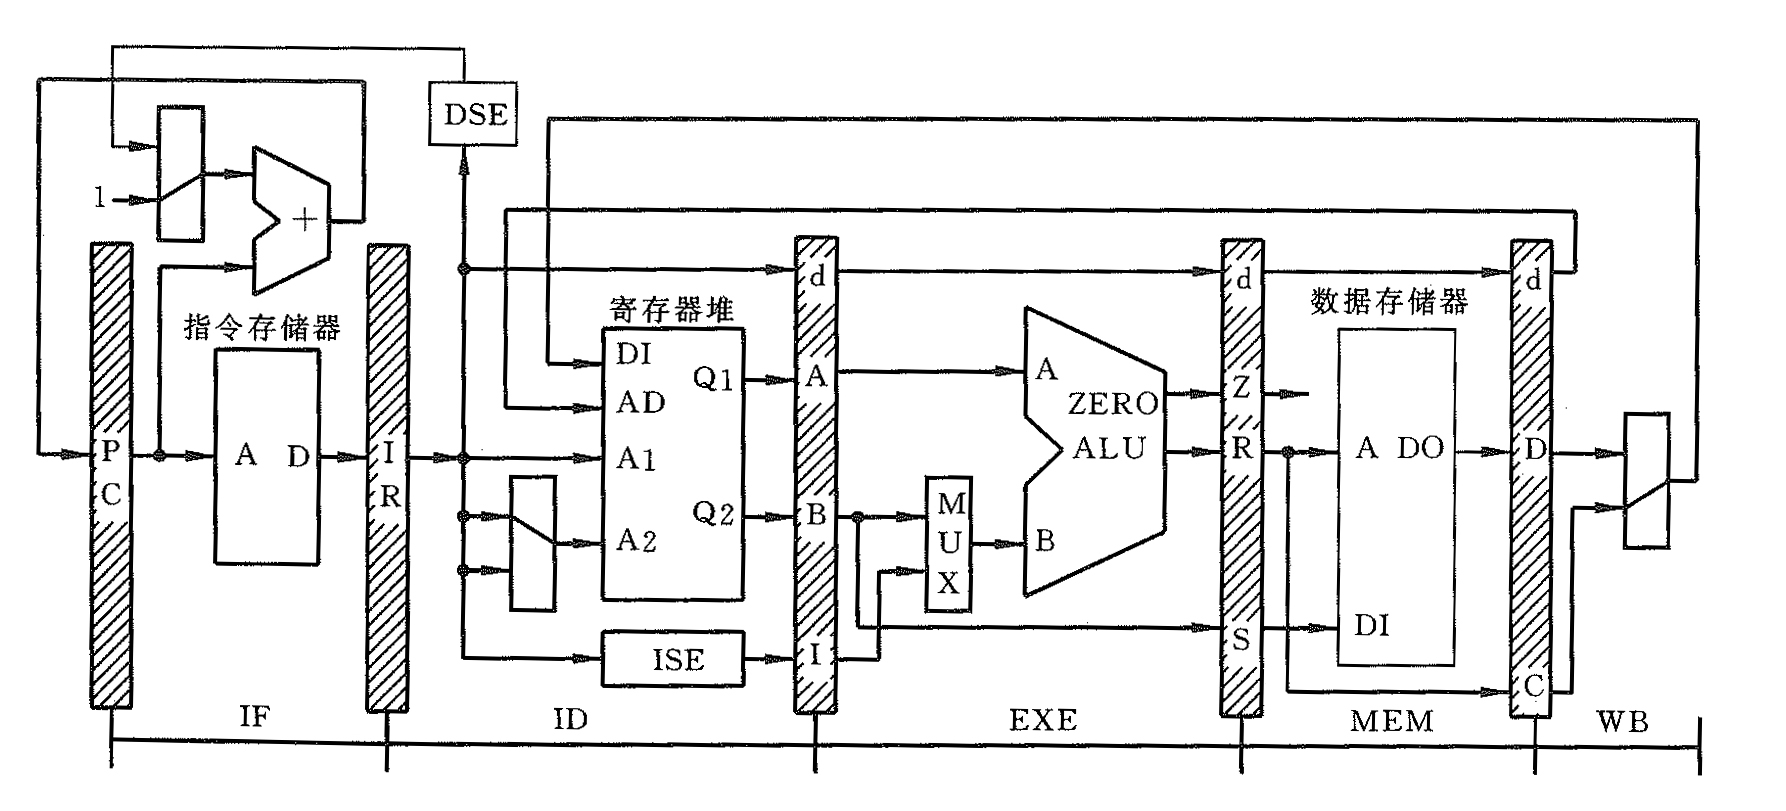 DSE
1
+
指令存储器
寄存器堆
数据存储器
P
C
A D
I
R
DI
AD
A1
A2
Q1
Q2
ISE
d
A
B
I
M
U
X
A
B
ZERO
ALU
d
Z
R
S
A DO
DI
d
D
C
IF
ID
EXE
MEM
WB